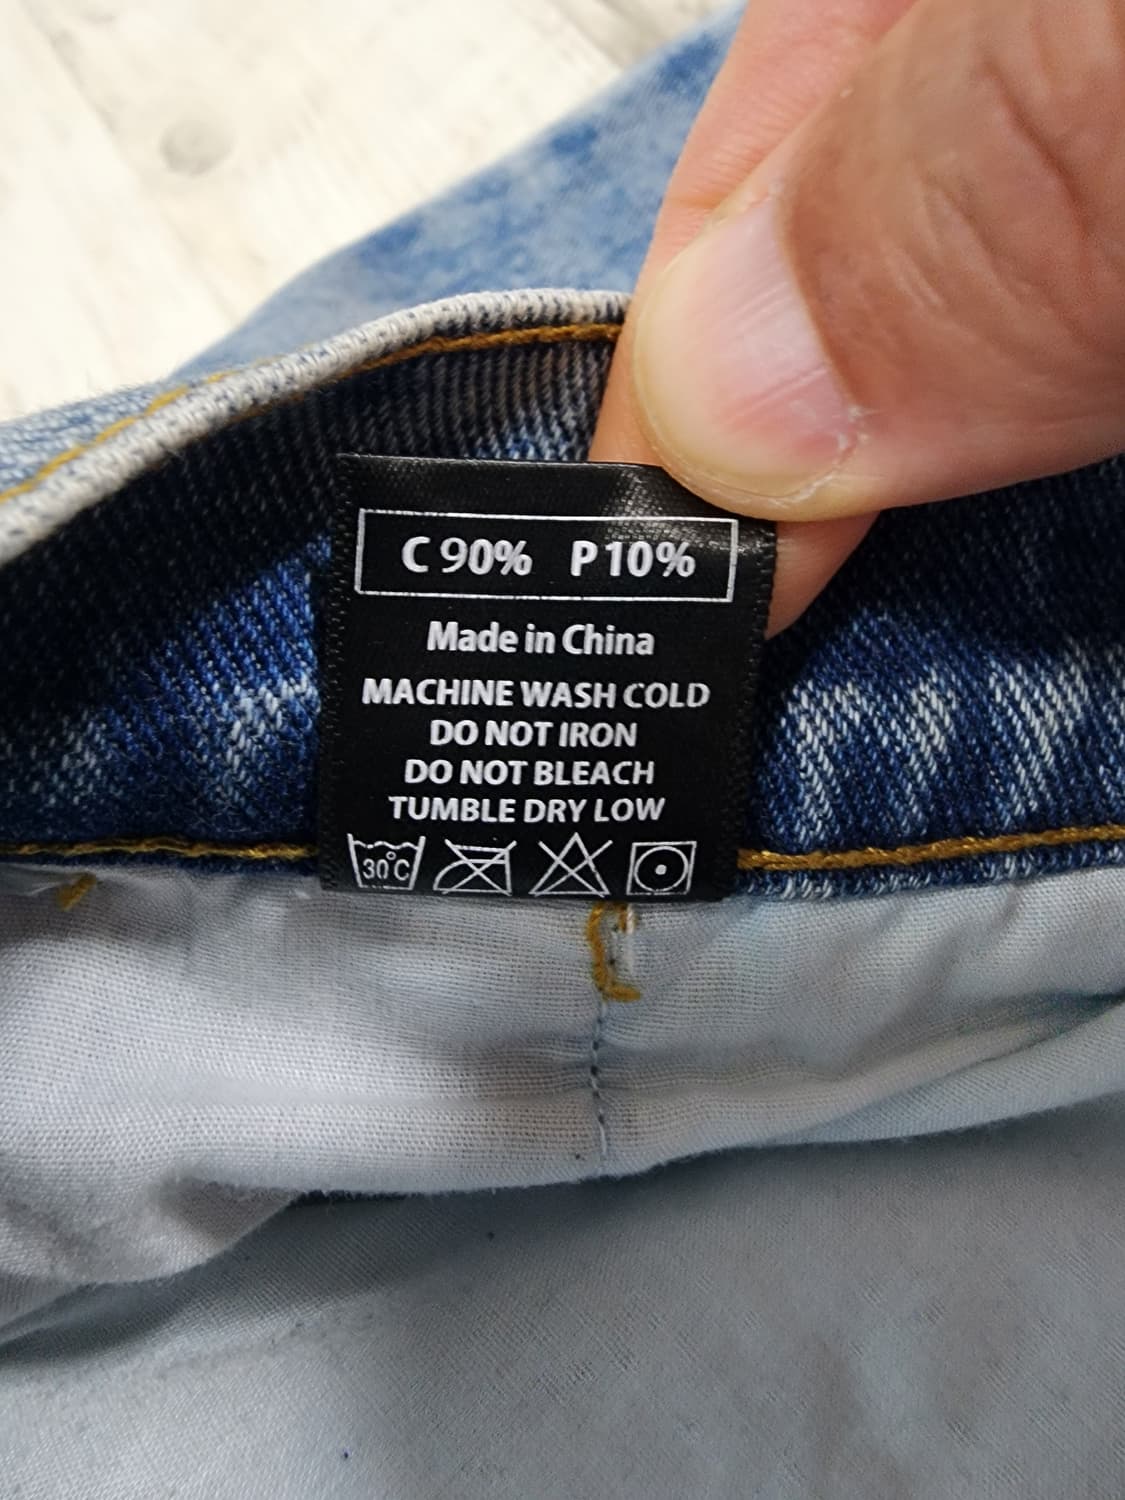 C 90% P 10%
Made in China
MACHINE WASH COLD
DO NOT IRON
DO NOT BLEACH
TUMBLE DRY LOW
30°C